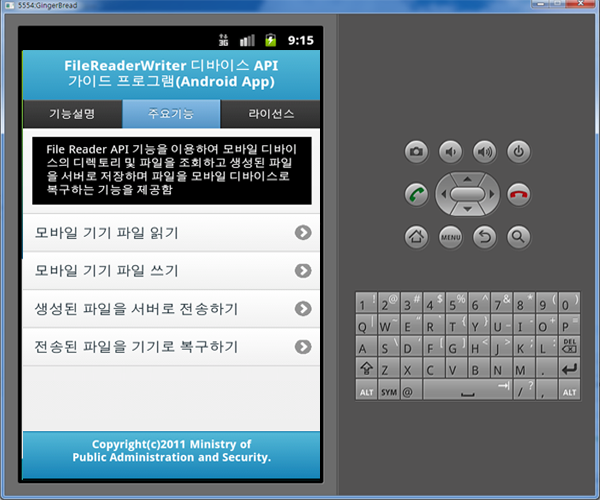 5554:GingerBread
3G 9:15
FileReaderWriter 디바이스 API
가이드 프로그램(Android App)
기능설명 주요기능 라이선스
File Reader API 기능을 이용하여 모바일 디바이
스의 디렉토리 및 파일을 조회하고 생성된 파일
을 서버로 저장하며 파일을 모바일 디바이스로
복구하는 기능을 제공함
모바일 기기 파일 읽기
모바일 기기 파일 쓰기
생성된 파일을 서버로 전송하기
전송된 파일을 기기로 복구하기
Copyright(c)2011 Ministry of
Public Administration and Security.
MENU
1 ! 2 @ 3 # 4 $ 5 % 6 ^ 7 & 8 * 9 ( 0 )
Q W E R T Y U I O P
A S D F G H J K L DEL
Z X C V B N M .
ALT SYM @ / ? , ALT